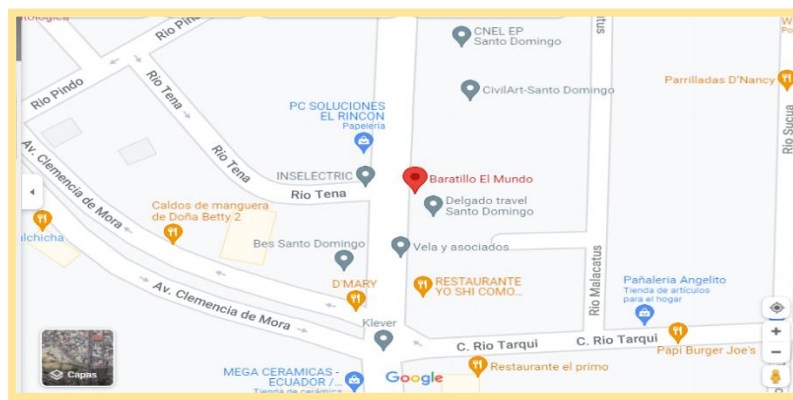 Rio Pindo
CNEL EP
Santo Domingo
CivilArt-Santo Domingo
Parrilladas D'Nancy
Rio Sucua
Rio Pindo
Rio Tena
PC SOLUCIONES
EL RINCON
Papelería
INSELECTRIC
Baratillo El Mundo
Rio Tena
Rio Tena
Delgado travel
Santo Domingo
Av. Clemencia de Mora
Caldos de manguera
de Doña Betty 2
lchicha
Bes Santo Domingo
Vela y asociados
D'MARY
RESTAURANTE
YO SHI COMO...
Rio Malacatus
Pañaleria Angelito
Tienda de artículos
para el hogar
Av. Clemencia de Mora
Klever
C. Rio Tarqui
C. Rio Tarqui
Papi Burger Joe's
Restaurante el primo
Capas
MEGA CERAMICAS -
ECUADOR /...
Tienda de cerámica
Google